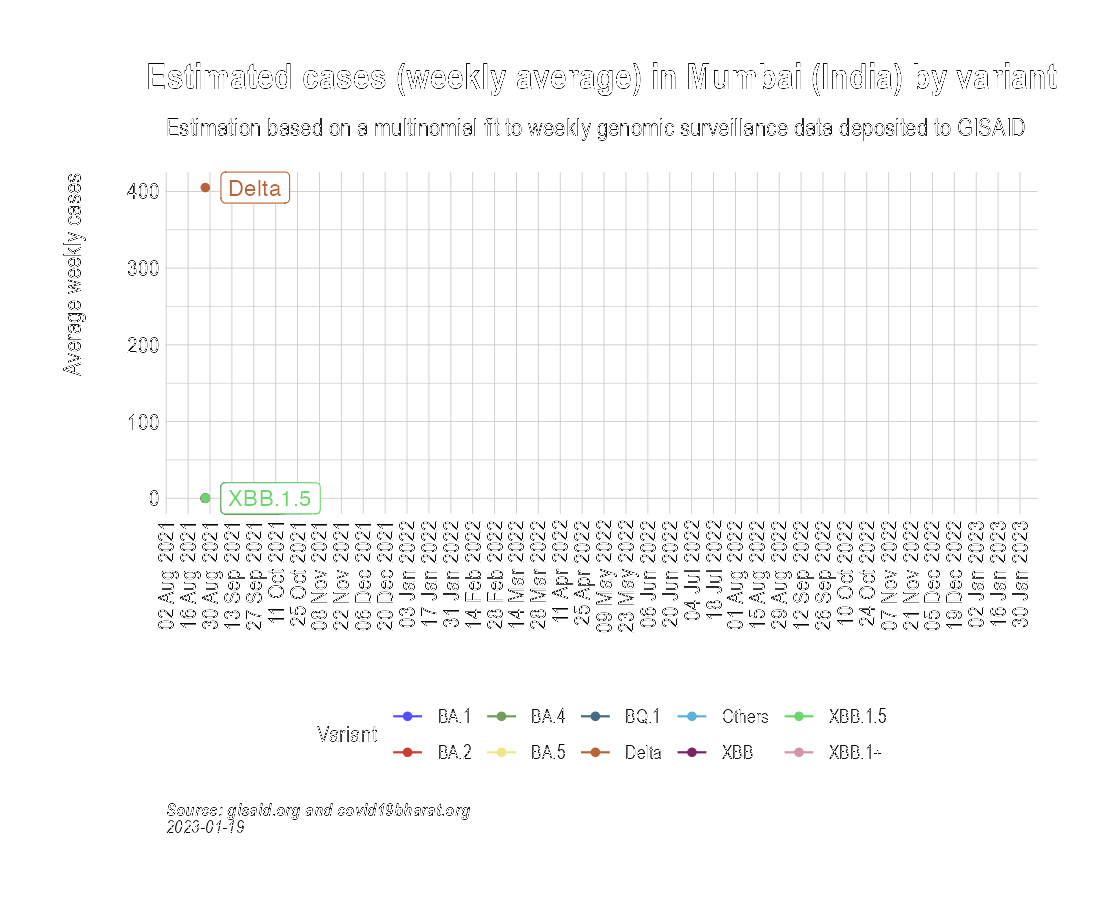 Estimated cases (weekly average) in Mumbai (India) by variant
Estimation based on a multinomial fit to weekly genomic surveillance data deposited to GISAID
Average weekly cases
400
300
200
100
0
Delta
XBB.1.5
02 Aug 2021
16 Aug 2021
30 Aug 2021
13 Sep 2021
27 Sep 2021
11 Oct 2021
25 Oct 2021
08 Nov 2021
22 Nov 2021
06 Dec 2021
20 Dec 2021
03 Jan 2022
17 Jan 2022
31 Jan 2022
14 Feb 2022
28 Feb 2022
14 Mar 2022
28 Mar 2022
11 Apr 2022
25 Apr 2022
09 May 2022
23 May 2022
06 Jun 2022
20 Jun 2022
04 Jul 2022
18 Jul 2022
01 Aug 2022
15 Aug 2022
29 Aug 2022
12 Sep 2022
26 Sep 2022
10 Oct 2022
24 Oct 2022
07 Nov 2022
21 Nov 2022
05 Dec 2022
19 Dec 2022
02 Jan 2023
16 Jan 2023
30 Jan 2023
Variant
BA.1 BA.4 BQ.1 Others XBB.1.5
BA.2 BA.5 Delta XBB XBB.1+
Source: gisaid.org and covid19bharat.org
2023-01-19